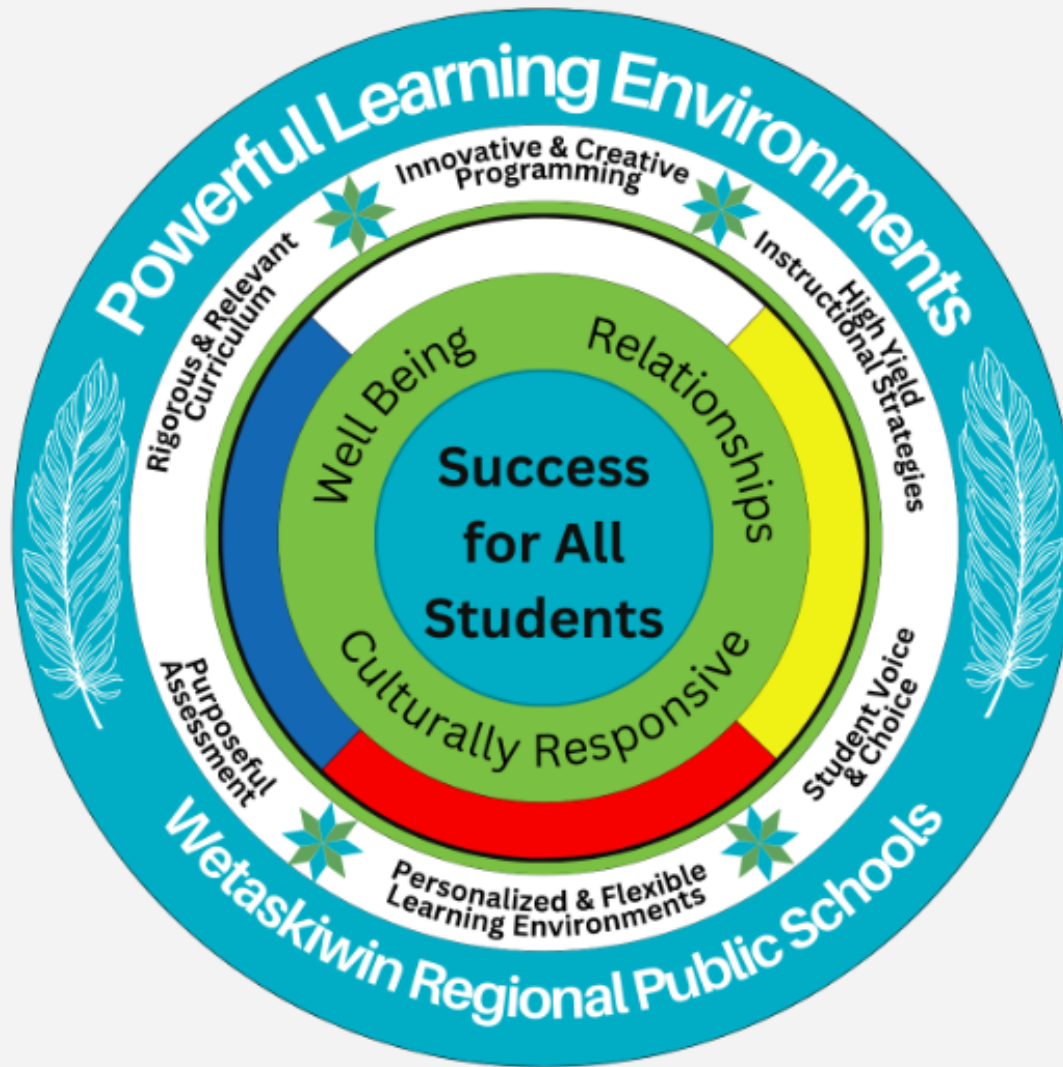 Powerful Learning Environments
Innovative & Creative
Programming
Rigorous & Relevant
Curriculum
High Yield
Instructional Strategies
Well Being
Relationships
Success
for All
Students
Culturally Responsive
Purposeful
Assessment
Student Voice
& Choice
Personalized & Flexible
Learning Environments
Wetaskiwin Regional Public Schools